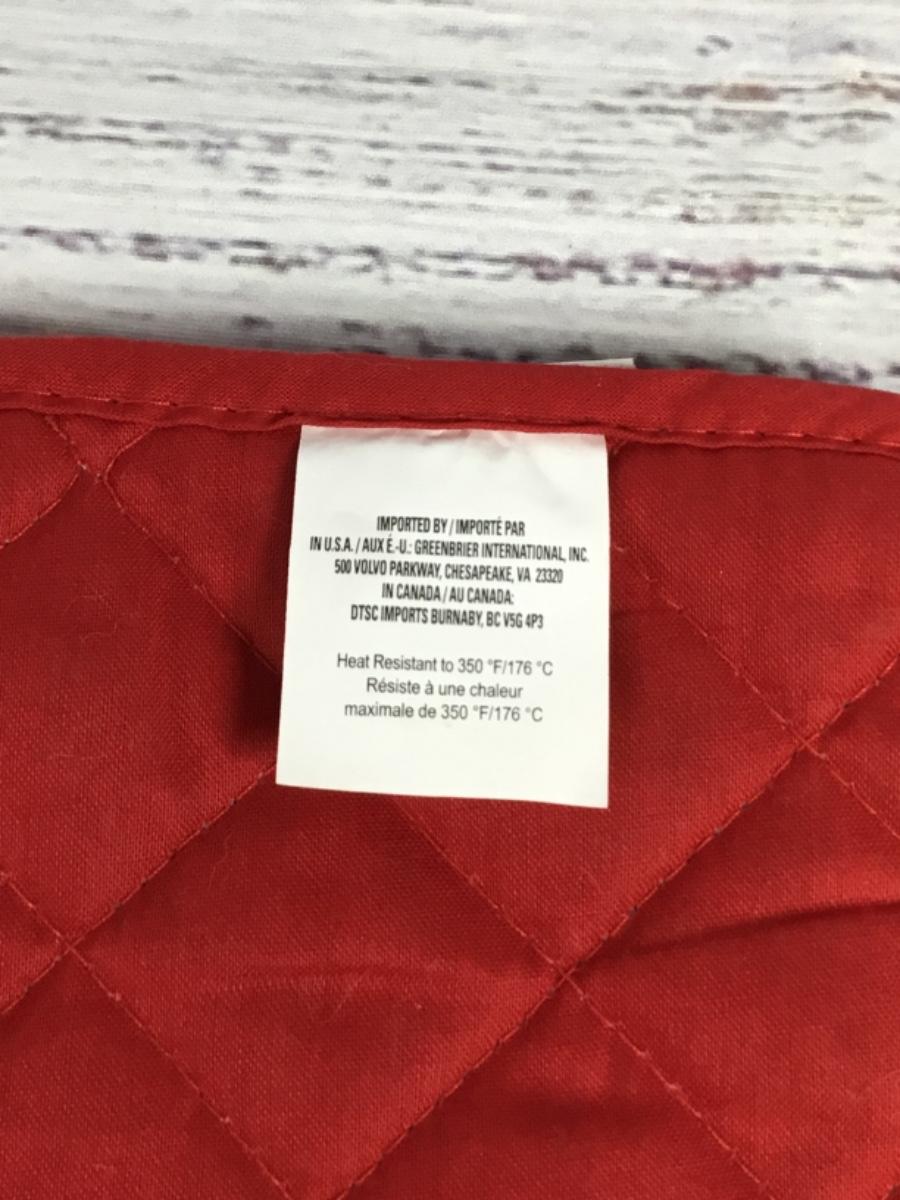 IMPORTED BY / IMPORTÉ PAR
IN U.S.A. / AUX É.-U.: GREENBRIER INTERNATIONAL, INC.
500 VOLVO PARKWAY, CHESAPEAKE, VA 23320
IN CANADA / AU CANADA:
DTSC IMPORTS BURNABY, BC V5G 4P3
Heat Resistant to 350 °F/176 °C
Résiste à une chaleur
maximale de 350 °F/176 °C